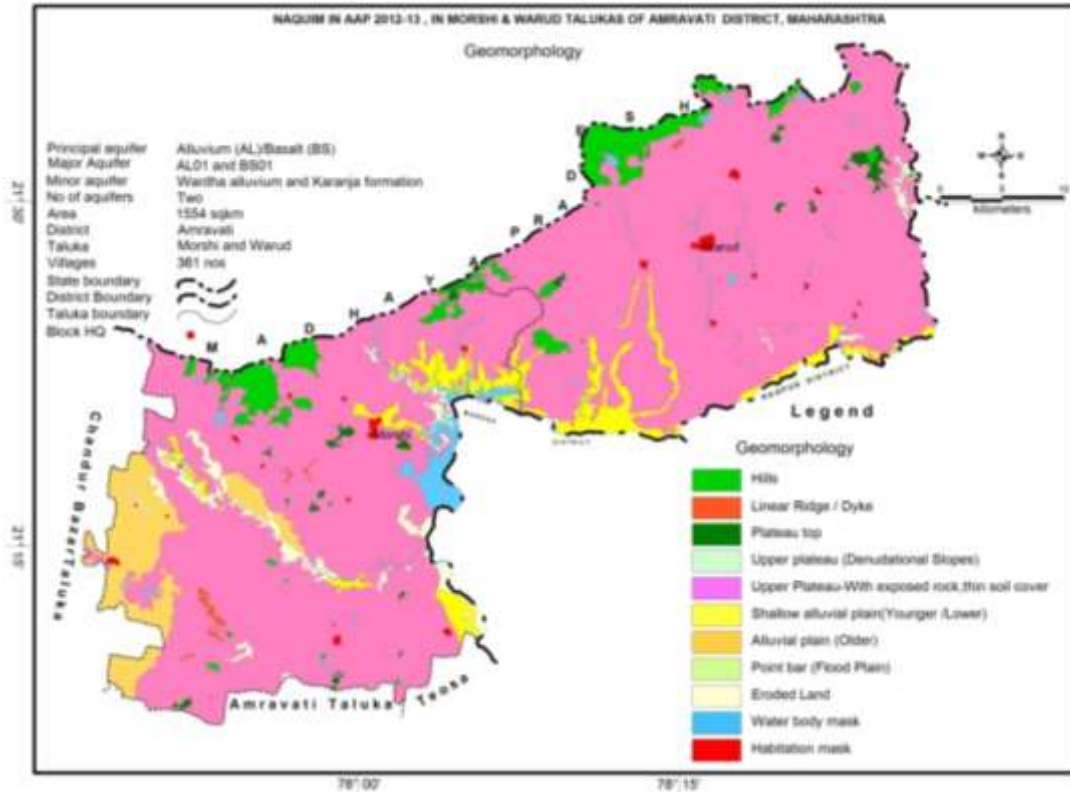 NAQUIM IN AAP 2012-13 , IN MORSHI & WARUD TALUKAS OF AMRAVATI DISTRICT, MAHARASHTRA
Geomorphology
Principal aquifer Alluvium (AL)/Basalt (BS)
Major Aquifer AL01 and BS01
Minor aquifer Wardha alluvium and Karanja formation
No of aquifers Two
Area 1554 sqkm
District Amravati
Taluka Morshi and Warud
Villages 361 nos
State boundary
District Boundary
Taluka boundary
Block HQ
MADHAYAPRADESH
kilometers
21°30'
21°15'
Chandur BazarTaluka
Morshi
DISTRICT
NAGPUR DISTRICT
Amravati Taluka
Teosa
Legend
Geomorphology
Hills
Linear Ridge / Dyke
Plateau top
Upper plateau (Denudational Slopes)
Upper Plateau-With exposed rock,thin soil cover
Shallow alluvial plain(Younger /Lower)
Alluvial plain (Older)
Point bar (Flood Plain)
Eroded Land
Water body mask
Habitation mask
78°00'
78°15'